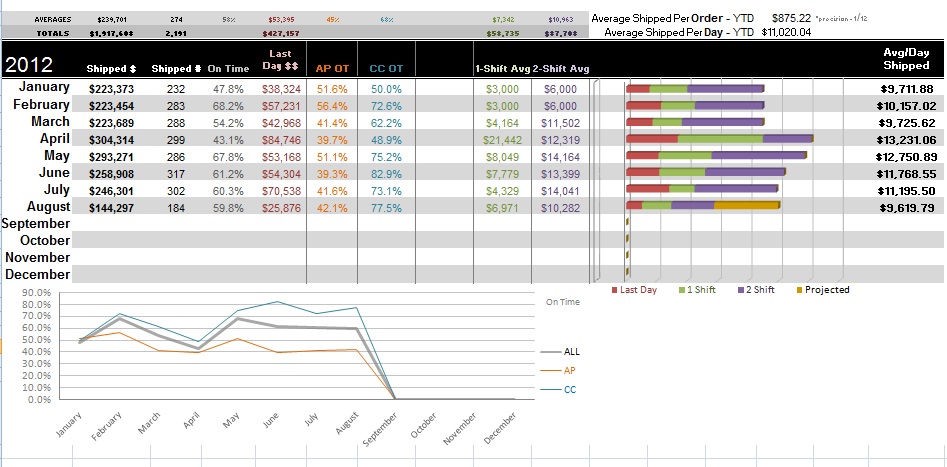 AVERAGES $239,701 274 58% $53,395 45% 68% $7,342 $10,963 Average Shipped Per Order - YTD $875.22
TOTALS $1,917,608 2,191 $427,157 $58,735 $87,708 Average Shipped Per Day - YTD $11,020.04
2012 Shipped $ Shipped # On Time Last Day $$ AP OT CC OT 1-Shift Avg 2-Shift Avg Avg/Day Shipped
January $223,373 232 47.8% $38,324 51.6% 50.0% $3,000 $6,000 $9,711.88
February $223,454 283 68.2% $57,231 56.4% 72.6% $3,000 $6,000 $10,157.02
March $223,689 288 54.2% $42,968 41.4% 62.2% $4,164 $11,502 $9,725.62
April $304,314 299 43.1% $84,746 39.7% 48.9% $21,442 $12,319 $13,231.06
May $293,271 286 67.8% $53,168 51.1% 75.2% $8,049 $14,164 $12,750.89
June $258,908 317 61.2% $54,304 39.3% 82.9% $7,779 $13,399 $11,768.55
July $246,301 302 60.3% $70,538 41.6% 73.1% $4,329 $14,041 $11,195.50
August $144,297 184 59.8% $25,876 42.1% 77.5% $6,971 $10,282 $9,619.79
September
October
November
December
Last Day 1 Shift 2 Shift Projected
90.0%
80.0%
70.0%
60.0%
50.0%
40.0%
30.0%
20.0%
10.0%
0.0%
On Time
ALL
AP
CC
January February March April May June July August September October November December